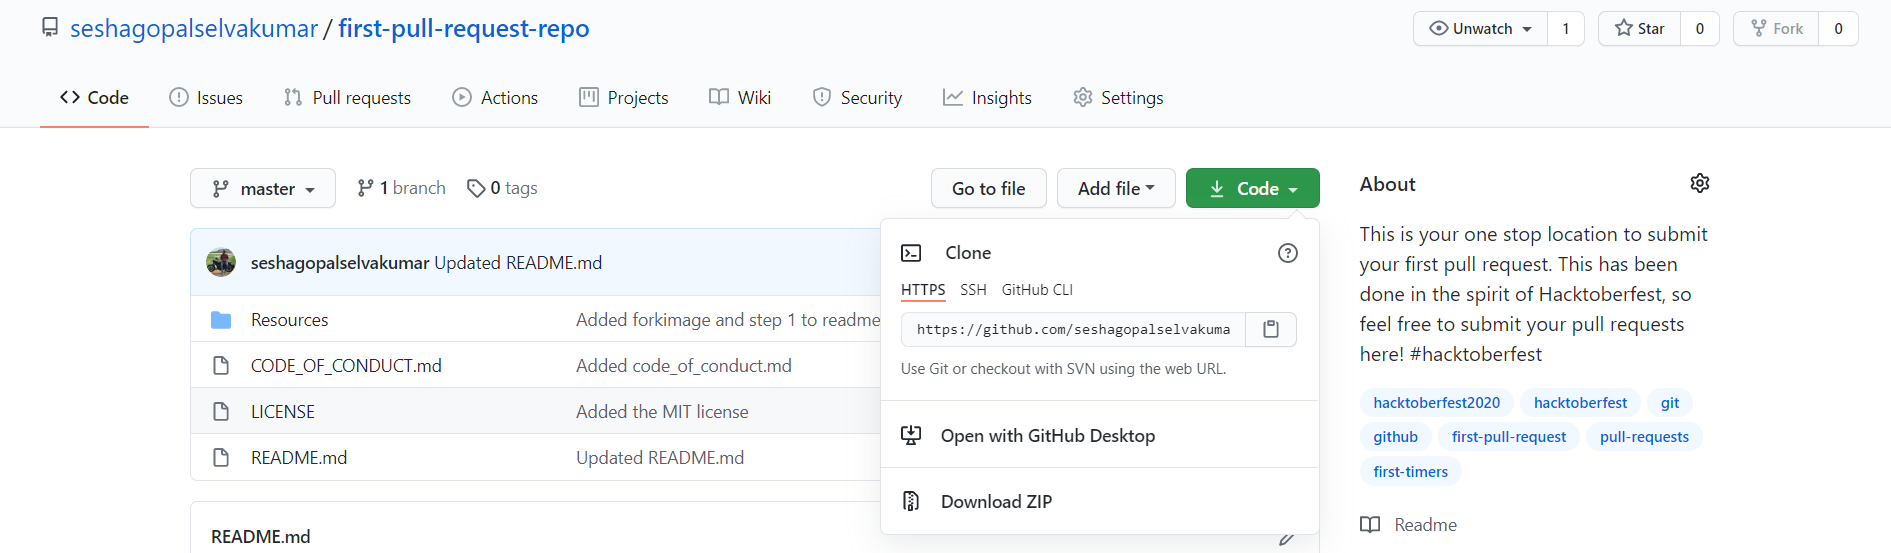 seshagopalselvakumar / first-pull-request-repo
Unwatch 1
Star 0
Fork 0
Code
Issues
Pull requests
Actions
Projects
Wiki
Security
Insights
Settings
master
1 branch
0 tags
Go to file
Add file
Code
seshagopalselvakumar Updated README.md
Resources Added forkimage and step 1 to readme
CODE_OF_CONDUCT.md Added code_of_conduct.md
LICENSE Added the MIT license
README.md Updated README.md
README.md
Clone
HTTPS SSH GitHub CLI
https://github.com/seshagopalselvakuma
Use Git or checkout with SVN using the web URL.
Open with GitHub Desktop
Download ZIP
About
This is your one stop location to submit
your first pull request. This has been
done in the spirit of Hacktoberfest, so
feel free to submit your pull requests
here! #hacktoberfest
hacktoberfest2020 hacktoberfest git
github first-pull-request pull-requests
first-timers
Readme